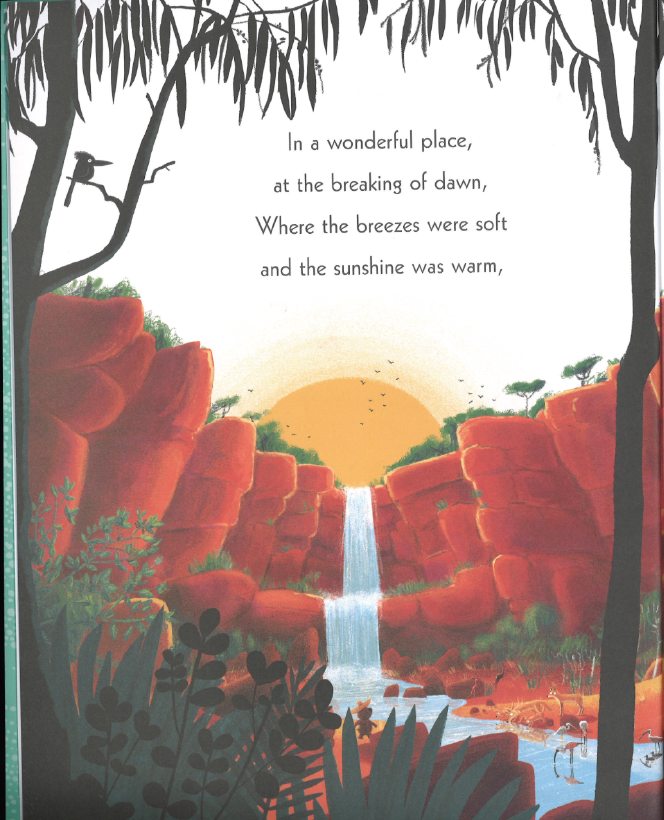 In a wonderful place,
at the breaking of dawn,
Where the breezes were soft
and the sunshine was warm,